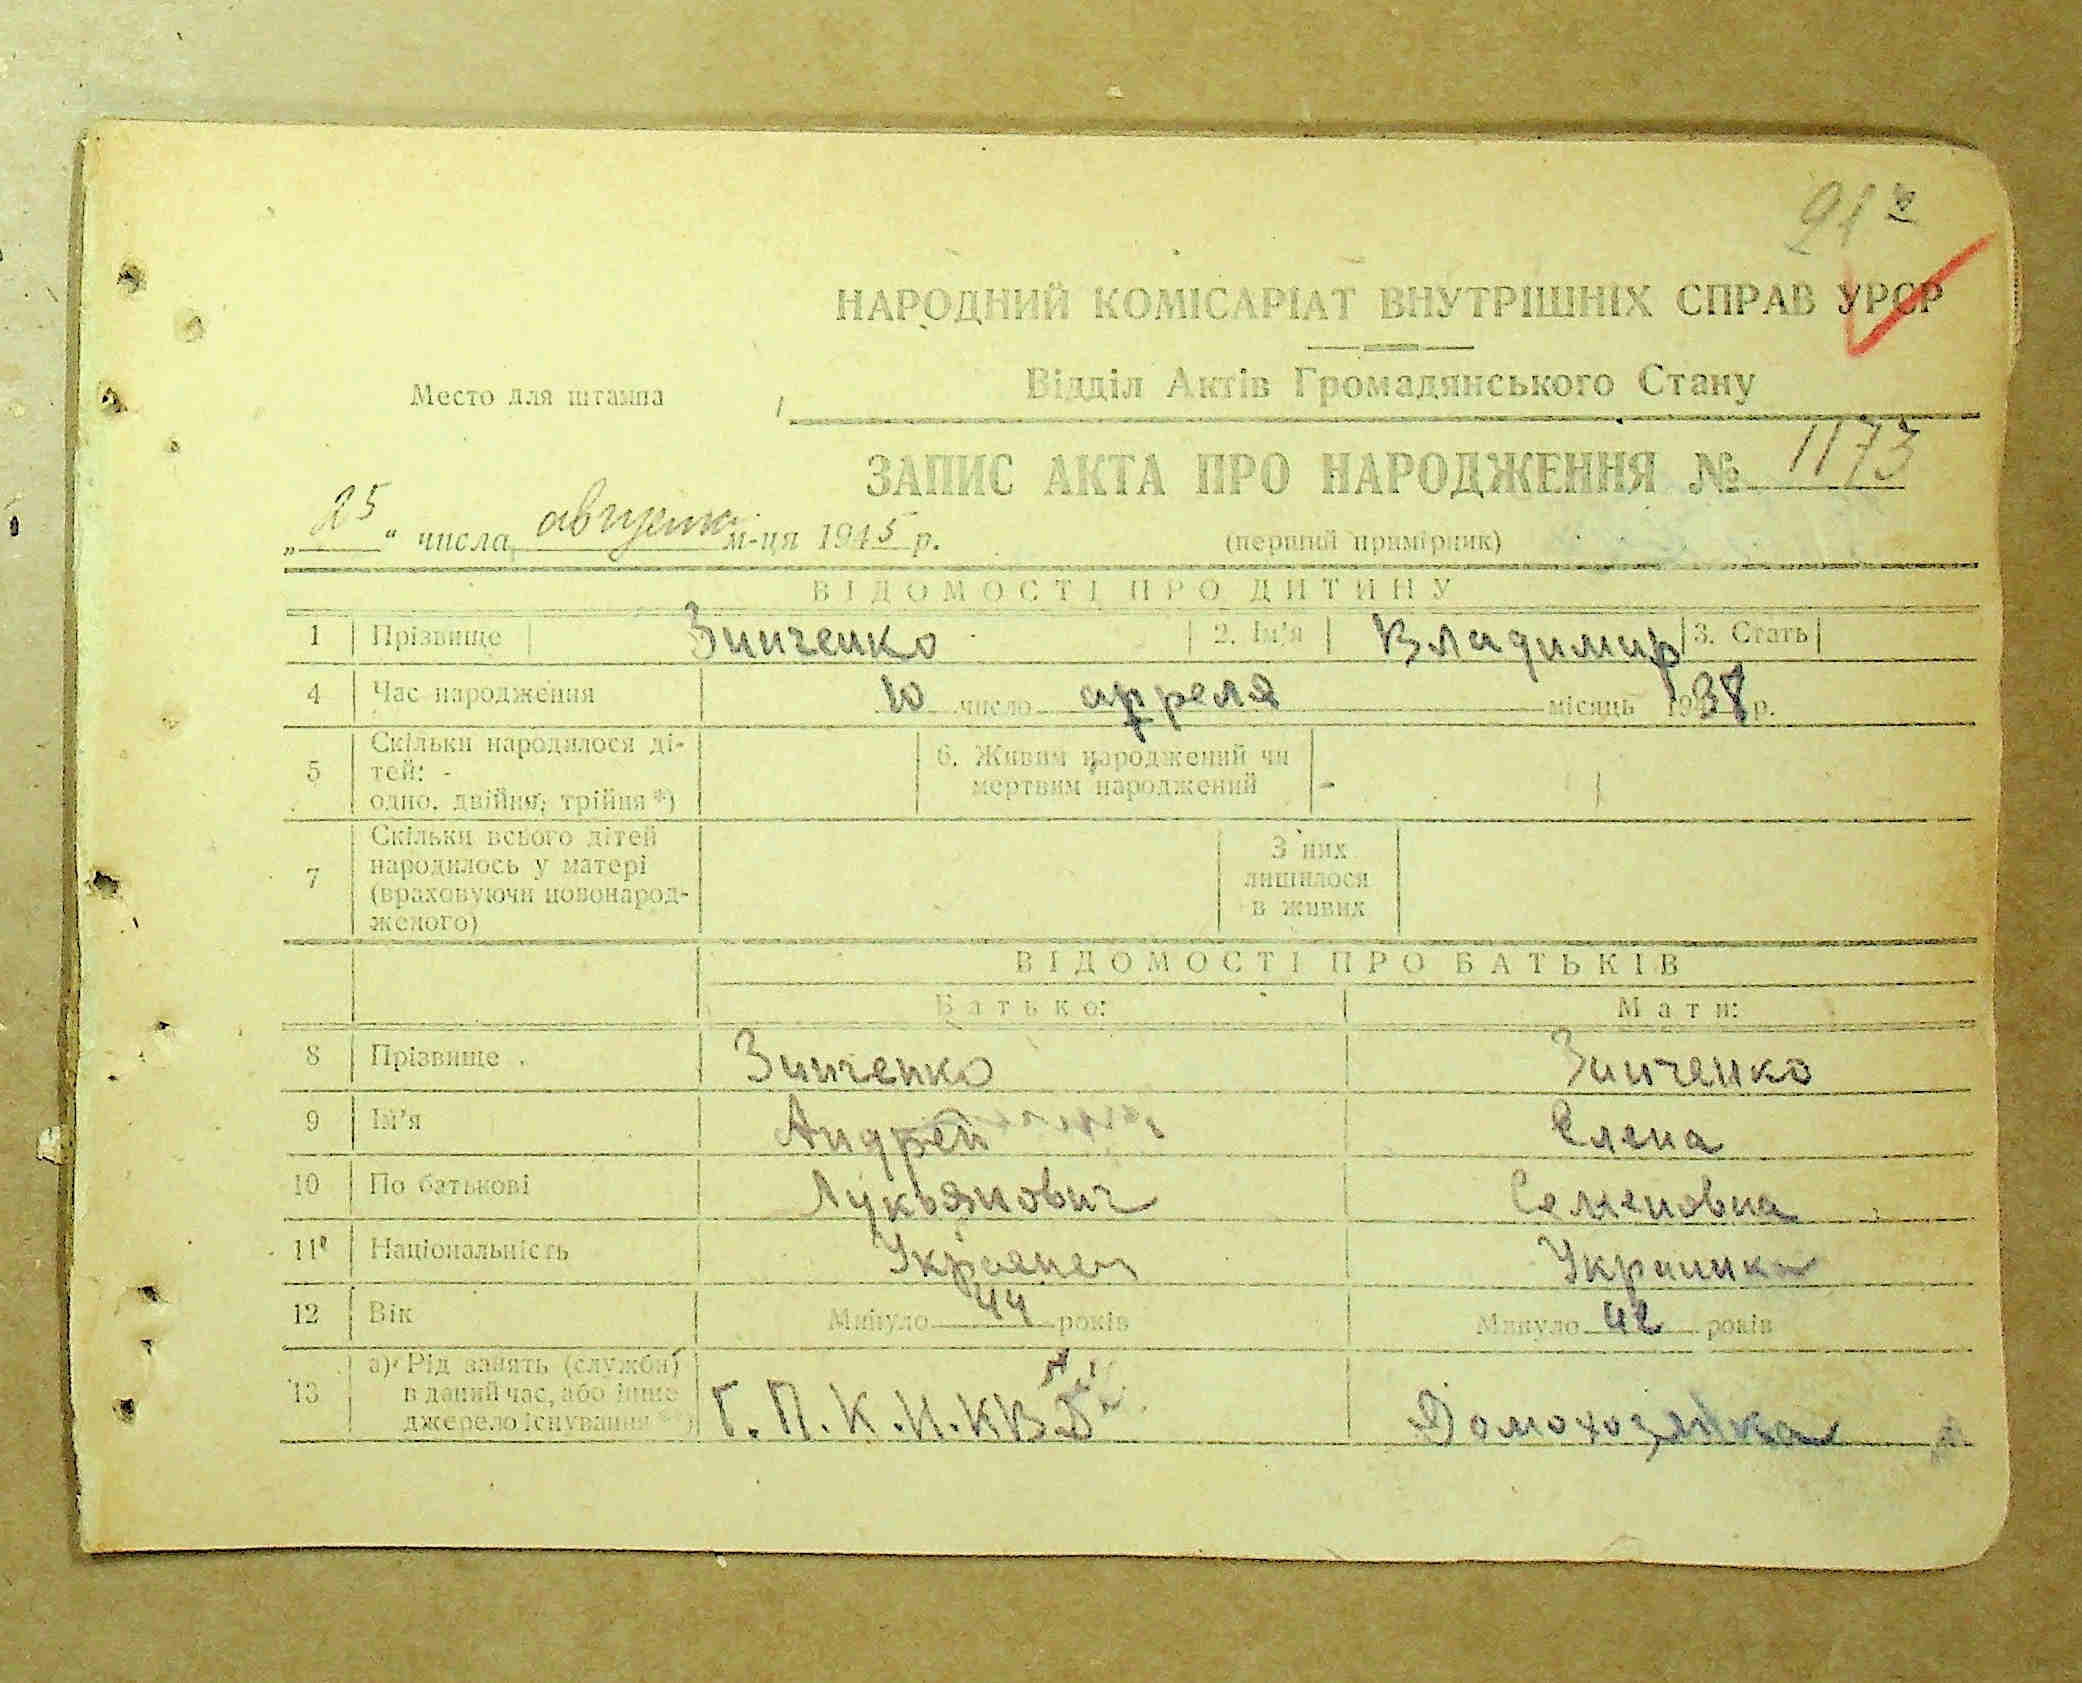 НАРОДНИЙ КОМІСАРІАТ ВНУТРІШНІХ СПРАВ УРСР
Место для штампа
Відділ Актів Громадянського Стану
ЗАПИС АКТА ПРО НАРОДЖЕННЯ № 1173
„25“ числа августа м-ця 1945 р.
(перший примірник)
ВІДОМОСТІ ПРО ДИТИНУ
1 Прізвище Зинченко 2. Ім'я Владимир 3. Стать
4 Час народження 10 число апреля місяць 1938 р.
5 Скільки народилося ді-
тей: -
одно, двійня, трійня*)
6. Живим народжений чи
мертвим народжений -
7 Скільки всього дітей
народилось у матері
(враховуючи новонарод-
женого)
З них
лишилося
в живих
ВІДОМОСТІ ПРО БАТЬКІВ
Батько: Мати:
8 Прізвище Зинченко Зинченко
9 Ім'я Андрей Елена
10 По батькові Лукьянович Семеновна
11 Національність Украенец Украинка
12 Вік Минуло 44 років Минуло 42 років
13 а) Рід занять (служби)
в даний час, або інше
джерело існування**)
Домохозяйка